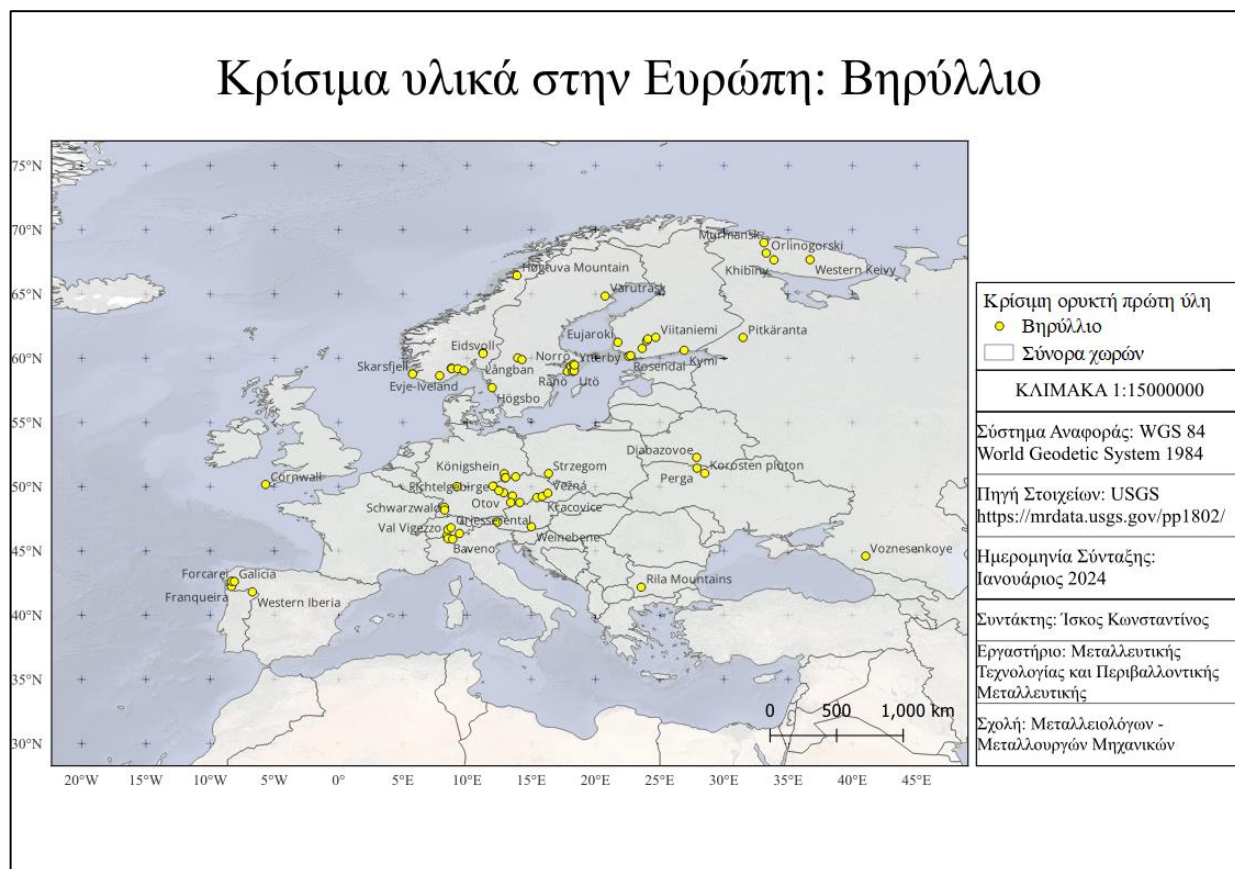 Κρίσιμα υλικά στην Ευρώπη: Βηρύλλιο
75°N
70°N
65°N
60°N
55°N
50°N
45°N
40°N
35°N
30°N
20°W
15°W
10°W
5°W
0°
5°E
10°E
15°E
20°E
25°E
30°E
35°E
40°E
45°E
Murmansk
Orlinogorski
Khibiny
Western Keivy
Høgtuva Mountain
Varuträsk
Eujaroki
Viitaniemi
Pitkäranta
Eidsvoll
Norrö
Ytterby
Kymi
Skarsfjell
Långban
Rosendal
Evje-Iveland
Ränö
Utö
Högsbo
Diabazovoe
Königshein
Strzegom
Korosten pluton
Perga
Cornwall
Fichtelgebirge
Vežná
Otov
Kracovice
Schwarzwald
Griesserental
Val Vigezzo
Weinebene
Baveno
Voznesenkoye
Forcarei
Galicia
Rila Mountains
Franqueira
Western Iberia
0
500
1,000 km
Κρίσιμη ορυκτή πρώτη ύλη
Βηρύλλιο
Σύνορα χωρών
ΚΛΙΜΑΚΑ 1:15000000
Σύστημα Αναφοράς: WGS 84
World Geodetic System 1984
Πηγή Στοιχείων: USGS
https://mrdata.usgs.gov/pp1802/
Ημερομηνία Σύνταξης:
Ιανουάριος 2024
Συντάκτης: Ίσκος Κωνσταντίνος
Εργαστήριο: Μεταλλευτικής
Τεχνολογίας και Περιβαλλοντικής
Μεταλλευτικής
Σχολή: Μεταλλειολόγων -
Μεταλλουργών Μηχανικών